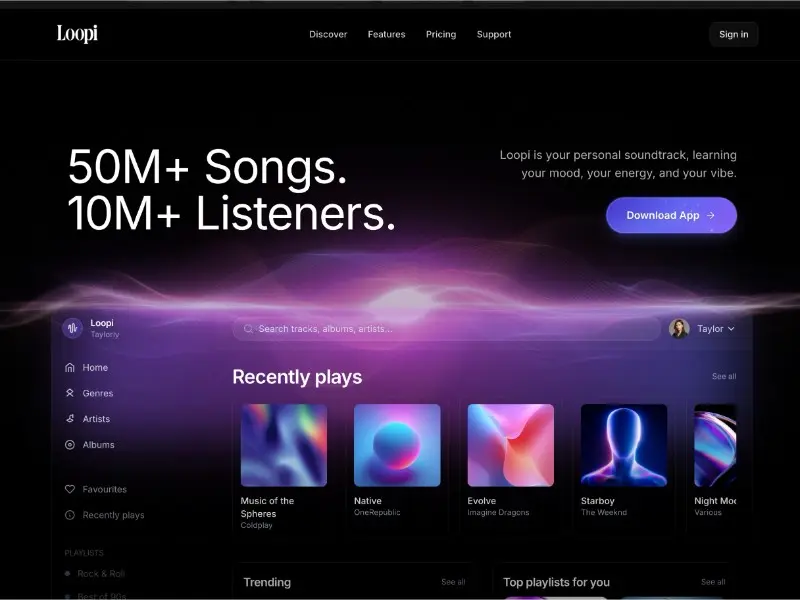 Loopi
Discover
Features
Pricing
Support
Sign in
50M+ Songs.
10M+ Listeners.
Loopi is your personal soundtrack, learning
your mood, your energy, and your vibe.
Download App
Loopi
Tayloriy
Search tracks, albums, artists...
Taylor
Home
Genres
Artists
Albums
Favourites
Recently plays
PLAYLISTS
Rock & Roll
Best of 90s
Recently plays
See all
Music of the
Spheres
Coldplay
Native
OneRepublic
Evolve
Imagine Dragons
Starboy
The Weeknd
Night Moo
Various
Trending
See all
Top playlists for you
See all